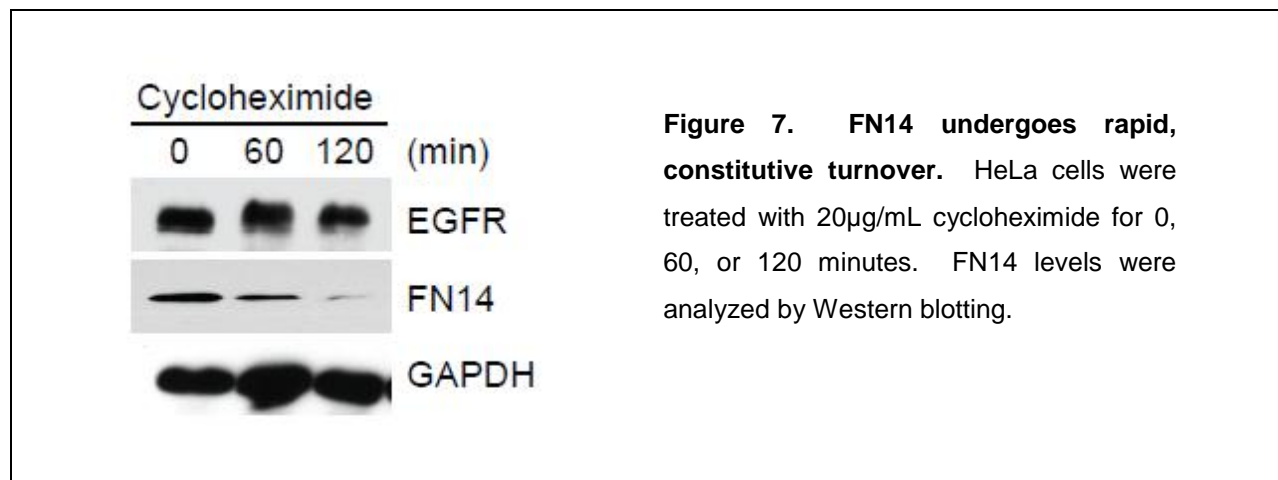 Cycloheximide
0 60 120 (min)
EGFR
FN14
GAPDH
Figure 7. FN14 undergoes rapid,
constitutive turnover. HeLa cells were
treated with 20µg/mL cycloheximide for 0,
60, or 120 minutes. FN14 levels were
analyzed by Western blotting.